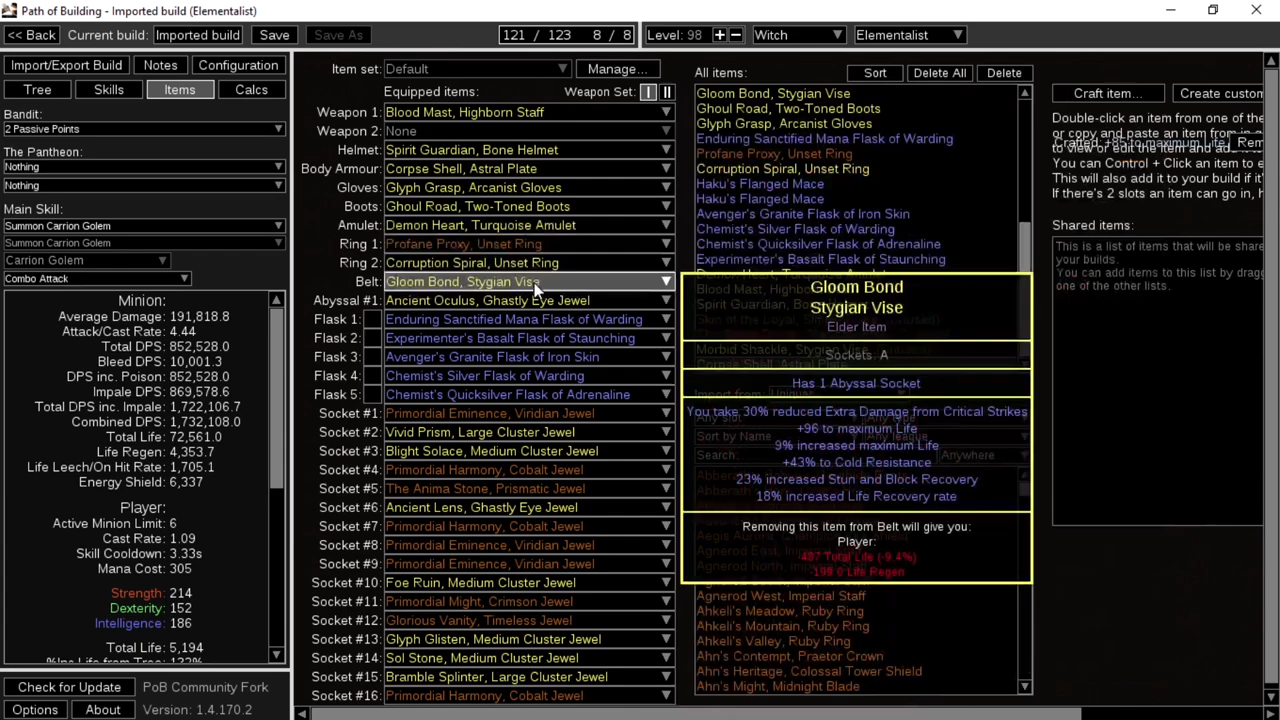 Path of Building - Imported build (Elementalist)
<< Back
Current build:
Imported build
Save
Save As
121 / 123 8 / 8
Level: 98
Witch
Elementalist
Import/Export Build
Notes
Configuration
Tree
Skills
Items
Calcs
Bandit:
2 Passive Points
The Pantheon:
Nothing
Nothing
Main Skill:
Summon Carrion Golem
Summon Carrion Golem
Carrion Golem
Combo Attack
Minion:
Average Damage: 191,818.8
Attack/Cast Rate: 4.44
Total DPS: 852,528.0
Bleed DPS: 10,001.3
DPS inc. Poison: 852,528.0
Impale DPS: 869,578.6
Total DPS inc. Impale: 1,722,106.7
Combined DPS: 1,732,108.0
Total Life: 72,561.0
Life Regen: 4,353.7
Life Leech/On Hit Rate: 1,705.1
Energy Shield: 6,337
Player:
Active Minion Limit: 6
Cast Rate: 1.09
Skill Cooldown: 3.33s
Mana Cost: 305
Strength: 214
Dexterity: 152
Intelligence: 186
Total Life: 5,194
%Inc Life from Tree: 122%
Check for Update
PoB Community Fork
Options
About
Version: 1.4.170.2
Item set: Default
Manage...
Equipped items:
Weapon Set: I II
Weapon 1: Blood Mast, Highborn Staff
Weapon 2: None
Helmet: Spirit Guardian, Bone Helmet
Body Armour: Corpse Shell, Astral Plate
Gloves: Glyph Grasp, Arcanist Gloves
Boots: Ghoul Road, Two-Toned Boots
Amulet: Demon Heart, Turquoise Amulet
Ring 1: Profane Proxy, Unset Ring
Ring 2: Corruption Spiral, Unset Ring
Belt: Gloom Bond, Stygian Vise
Abyssal #1: Ancient Oculus, Ghastly Eye Jewel
Flask 1: Enduring Sanctified Mana Flask of Warding
Flask 2: Experimenter's Basalt Flask of Staunching
Flask 3: Avenger's Granite Flask of Iron Skin
Flask 4: Chemist's Silver Flask of Warding
Flask 5: Chemist's Quicksilver Flask of Adrenaline
Socket #1: Primordial Eminence, Viridian Jewel
Socket #2: Vivid Prism, Large Cluster Jewel
Socket #3: Blight Solace, Medium Cluster Jewel
Socket #4: Primordial Harmony, Cobalt Jewel
Socket #5: The Anima Stone, Prismatic Jewel
Socket #6: Ancient Lens, Ghastly Eye Jewel
Socket #7: Primordial Harmony, Cobalt Jewel
Socket #8: Primordial Eminence, Viridian Jewel
Socket #9: Primordial Eminence, Viridian Jewel
Socket #10: Foe Ruin, Medium Cluster Jewel
Socket #11: Primordial Might, Crimson Jewel
Socket #12: Glorious Vanity, Timeless Jewel
Socket #13: Glyph Glisten, Medium Cluster Jewel
Socket #14: Sol Stone, Medium Cluster Jewel
Socket #15: Bramble Splinter, Large Cluster Jewel
Socket #16: Primordial Harmony, Cobalt Jewel
All items:
Sort
Delete All
Delete
Gloom Bond, Stygian Vise
Ghoul Road, Two-Toned Boots
Glyph Grasp, Arcanist Gloves
Enduring Sanctified Mana Flask of Warding
Profane Proxy, Unset Ring
Corruption Spiral, Unset Ring
Haku's Flanged Mace
Haku's Flanged Mace
Avenger's Granite Flask of Iron Skin
Chemist's Silver Flask of Warding
Chemist's Quicksilver Flask of Adrenaline
Experimenter's Basalt Flask of Staunching
Demon Heart, Turquoise Amulet
Gloom Bond
Stygian Vise
Elder Item
Sockets: A
Has 1 Abyssal Socket
You take 30% reduced Extra Damage from Critical Strikes
+96 to maximum Life
9% increased maximum Life
+43% to Cold Resistance
23% increased Stun and Block Recovery
18% increased Life Recovery rate
Removing this item from Belt will give you:
Player:
-487 Total Life (-9.4%)
-199.0 Life Regen
Agnerod West, Imperial Staff
Ahkeli's Meadow, Ruby Ring
Ahkeli's Mountain, Ruby Ring
Ahkeli's Valley, Ruby Ring
Ahn's Contempt, Praetor Crown
Ahn's Heritage, Colossal Tower Shield
Ahn's Might, Midnight Blade
Craft item...
Create custom
Double-click an item from one of the
or copy and paste an item from
to view or edit the item and add
You can Control + Click an item to
This will also add it to your build if
If there's 2 slots an item can go in, h
Shared items:
This is a list of items that will be share
your builds.
You can add items to this list by dragg
one of the other lists.